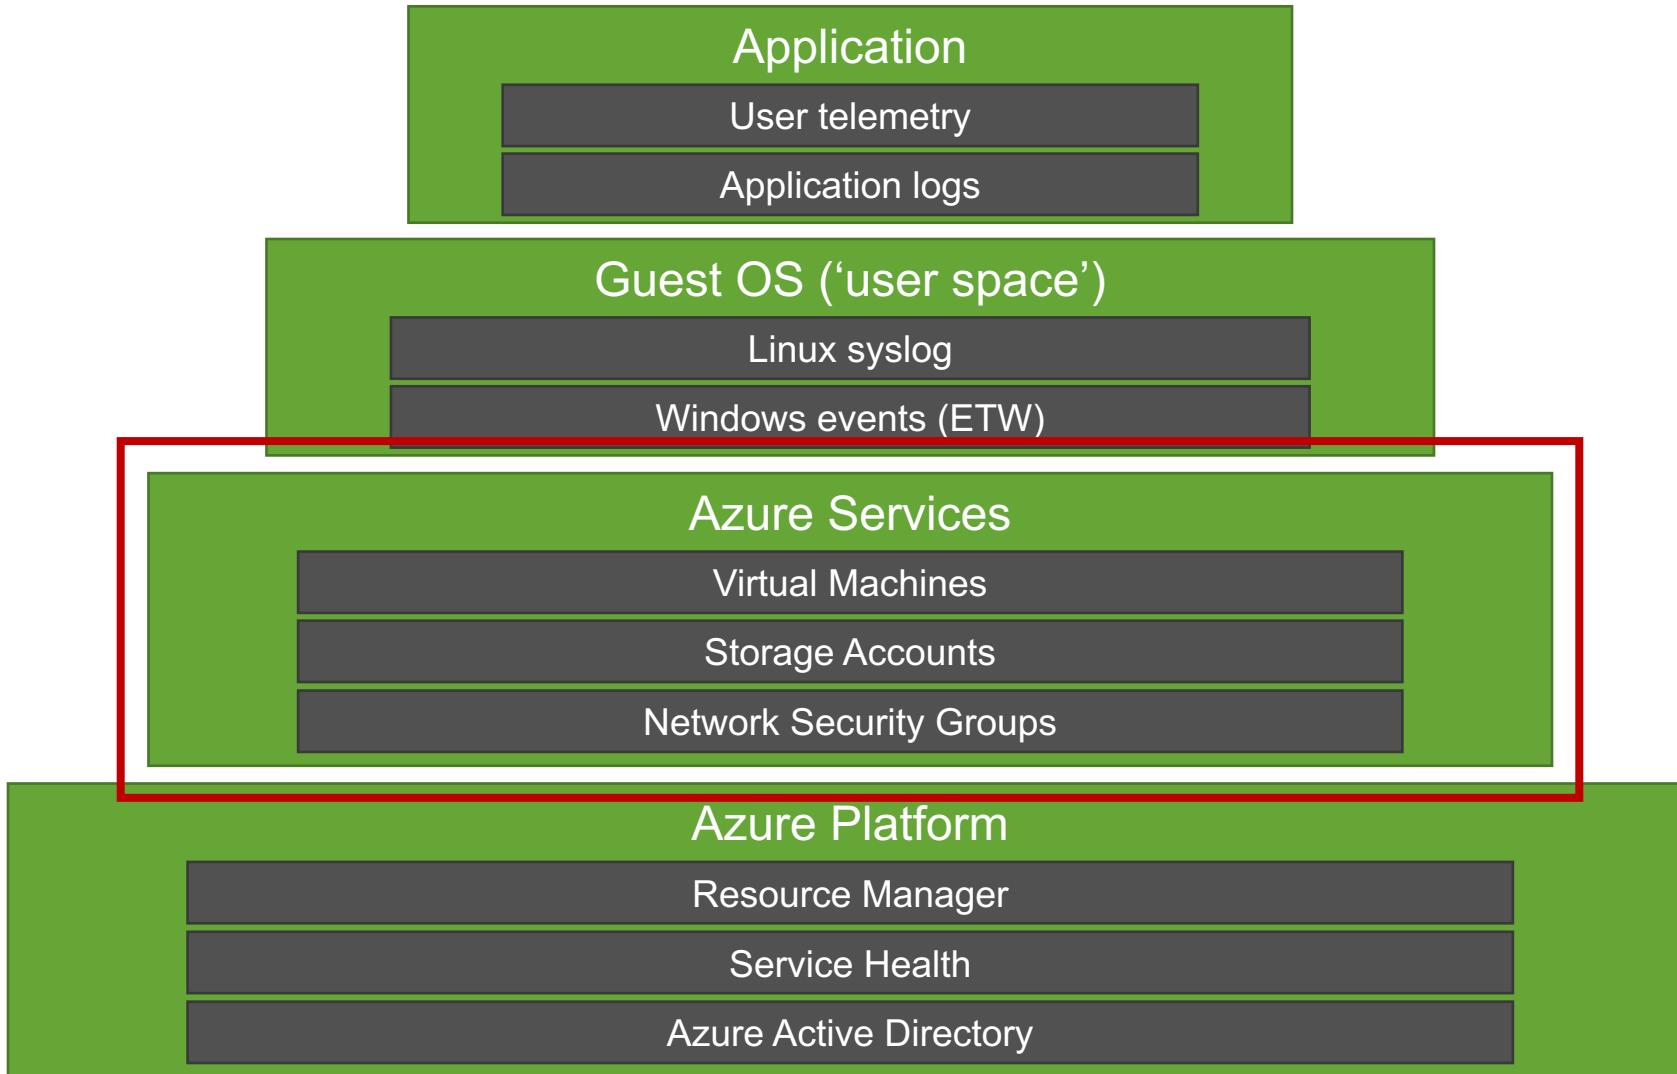 Application
User telemetry
Application logs
Guest OS (‘user space’)
Linux syslog
Windows events (ETW)
Azure Services
Virtual Machines
Storage Accounts
Network Security Groups
Azure Platform
Resource Manager
Service Health
Azure Active Directory